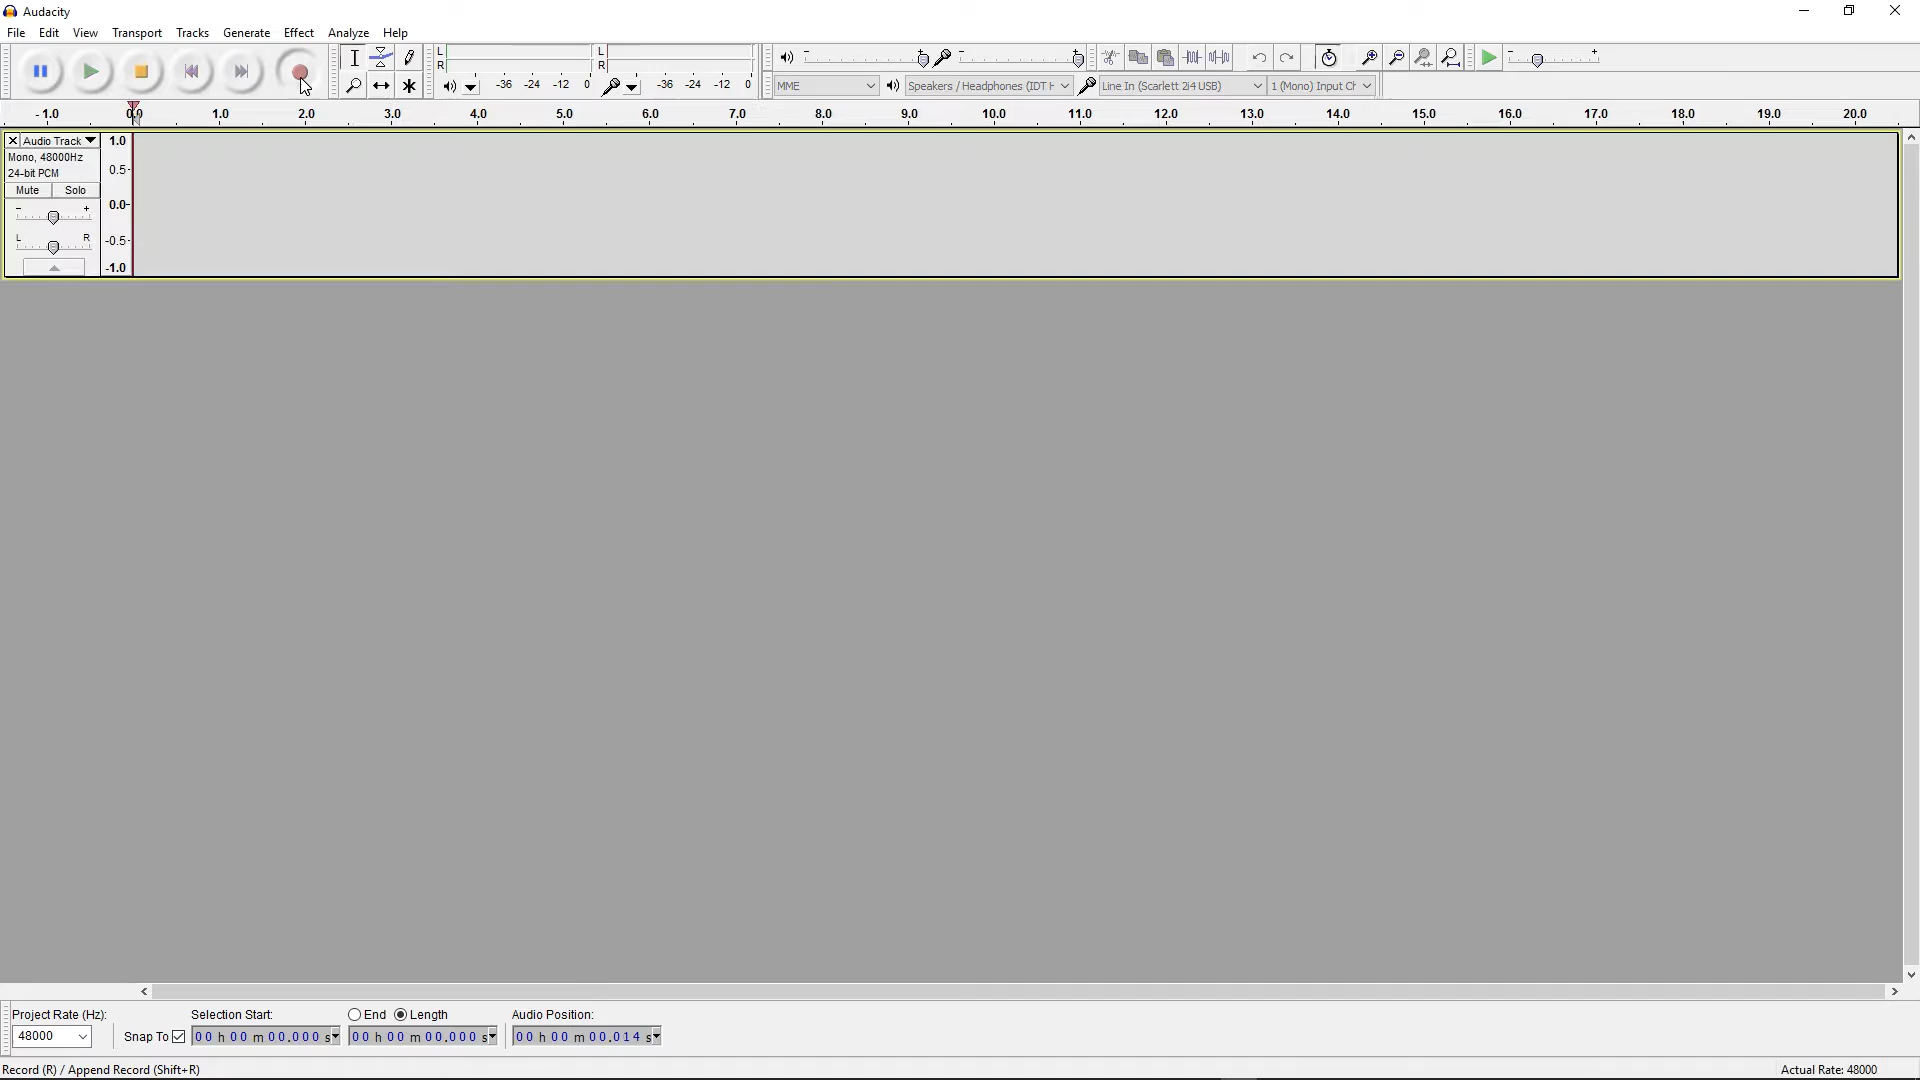 Audacity
File Edit View Transport Tracks Generate Effect Analyze Help
L
R
L
R
-36 -24 -12 0
-36 -24 -12 0
MME
Speakers / Headphones (IDT H
Line In (Scarlett 2i4 USB)
1 (Mono) Input Ch
- 1.0 0.0 1.0 2.0 3.0 4.0 5.0 6.0 7.0 8.0 9.0 10.0 11.0 12.0 13.0 14.0 15.0 16.0 17.0 18.0 19.0 20.0
Audio Track
Mono, 48000Hz
24-bit PCM
Mute Solo
- +
L R
1.0
0.5-
0.0-
-0.5-
-1.0
Project Rate (Hz):
48000
Snap To
Selection Start:
00 h 00 m 00.000 s
End Length
00 h 00 m 00.000 s
Audio Position:
00 h 00 m 00.014 s
Record (R) / Append Record (Shift+R)
Actual Rate: 48000